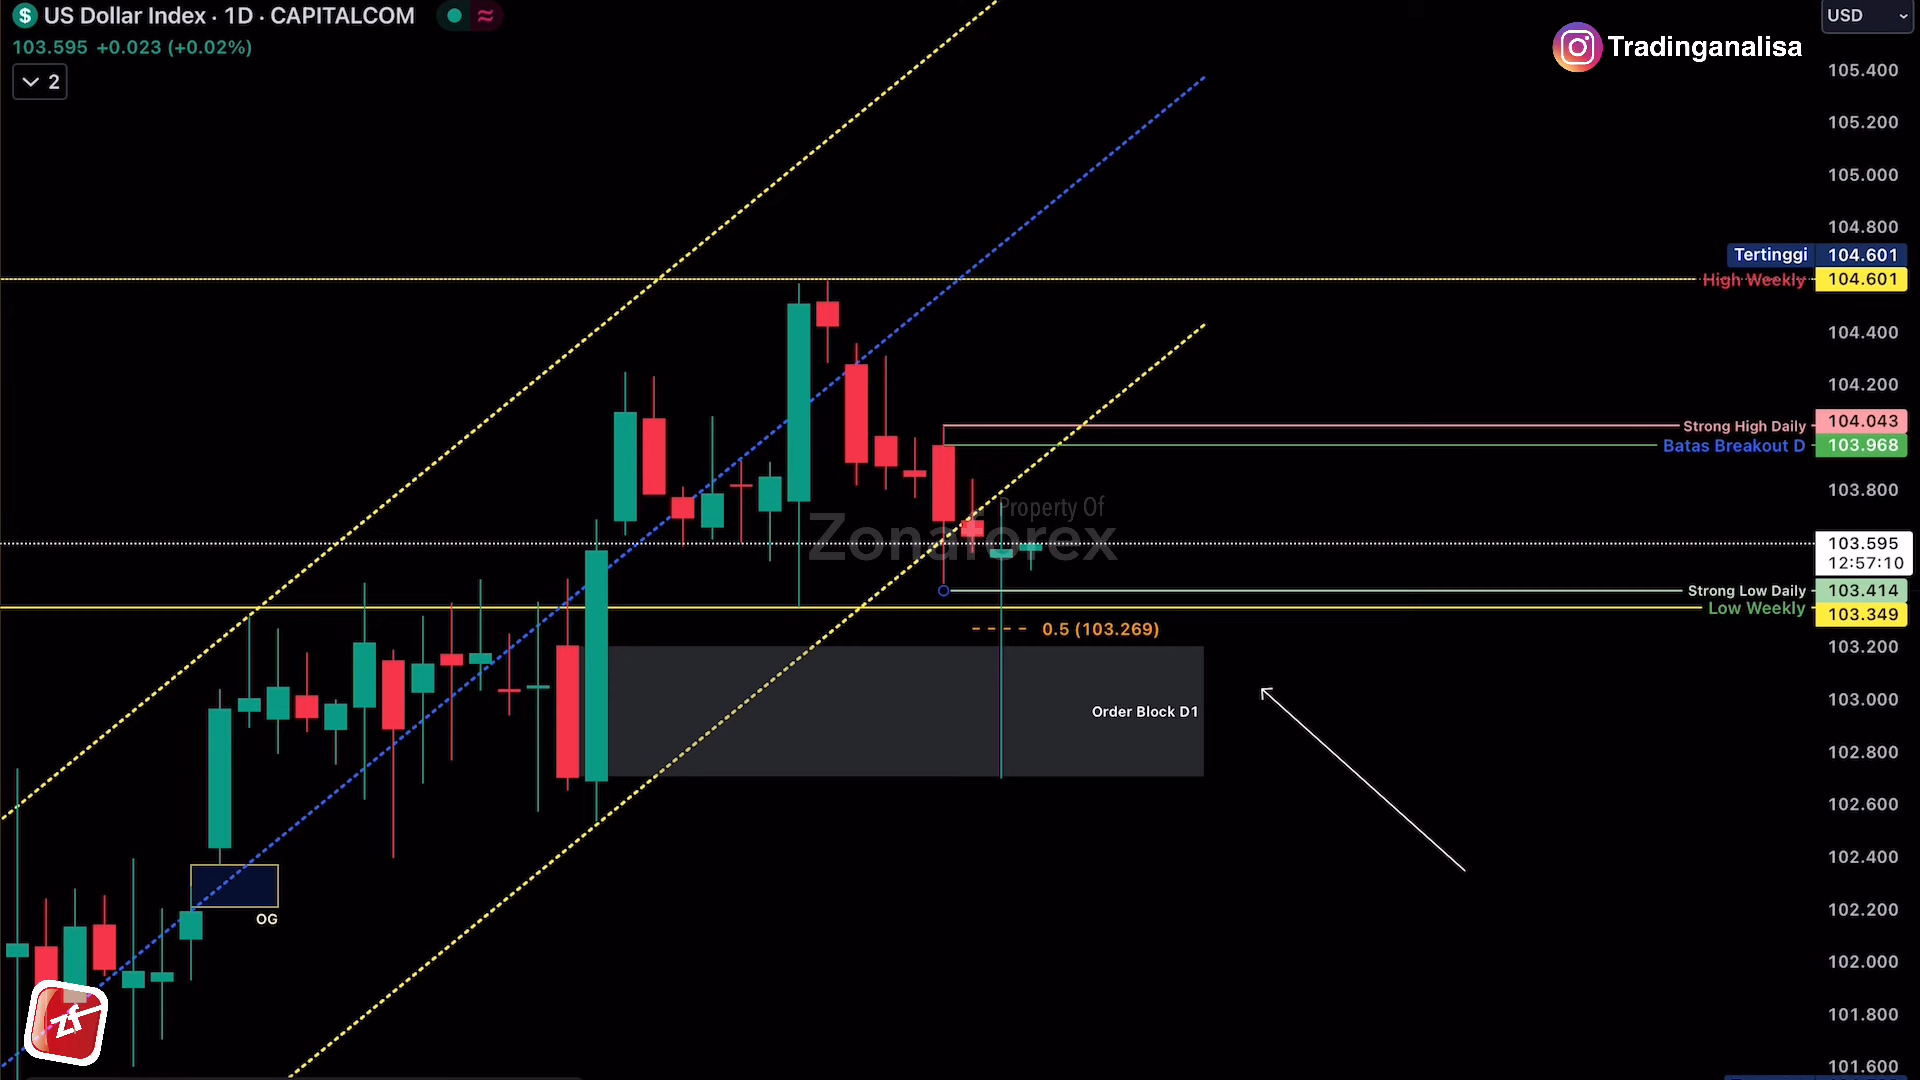 US Dollar Index · 1D · CAPITALCOM
103.595 +0.023 (+0.02%)
2
USD
Tradinganalisa
105.400
105.200
105.000
104.800
Tertinggi 104.601
High Weekly 104.601
104.400
104.200
Strong High Daily 104.043
Batas Breakout D 103.968
103.800
Property Of
Zonaforex
103.595
12:57:10
Strong Low Daily 103.414
Low Weekly 103.349
0.5 (103.269)
103.200
103.000
Order Block D1
102.800
102.600
102.400
102.200
OG
102.000
101.800
101.600
zf